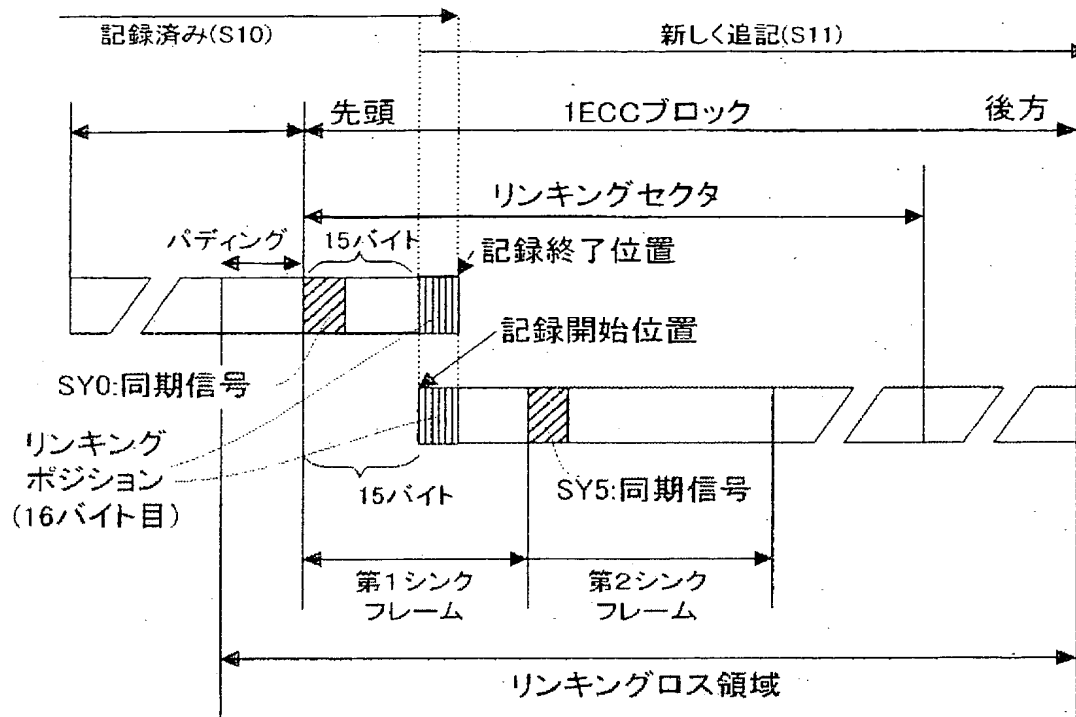 記録済み(S10)
新しく追記(S11)
先頭
1ECCブロック
後方
リンキングセクタ
パディング
15バイト
記録終了位置
記録開始位置
SY0:同期信号
リンキング
ポジション
(16バイト目)
15バイト
SY5:同期信号
第1シンク
フレーム
第2シンク
フレーム
リンキングロス領域